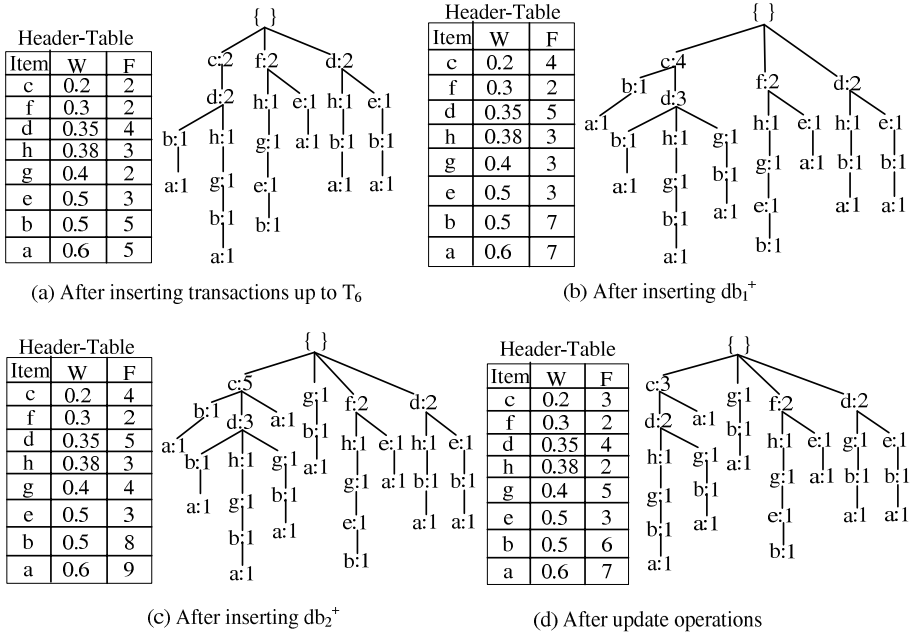 Header-Table
Item W F
c 0.2 2
f 0.3 2
d 0.35 4
h 0.38 3
g 0.4 2
e 0.5 3
b 0.5 5
a 0.6 5
{ }
c:2 f:2 d:2
d:2 h:1 e:1 h:1 e:1
b:1 h:1 g:1 a:1 b:1 b:1
a:1 g:1 e:1 a:1 a:1
b:1 b:1
a:1
(a) After inserting transactions up to T6
Header-Table
Item W F
c 0.2 4
f 0.3 2
d 0.35 5
h 0.38 3
g 0.4 3
e 0.5 3
b 0.5 7
a 0.6 7
{ }
c:4 f:2 d:2
b:1 d:3 h:1 e:1 h:1 e:1
a:1 b:1 h:1 g:1 g:1 a:1 b:1 b:1
a:1 g:1 b:1 e:1 a:1 a:1
b:1 a:1 b:1
a:1
(b) After inserting db1+
Header-Table
Item W F
c 0.2 4
f 0.3 2
d 0.35 5
h 0.38 3
g 0.4 4
e 0.5 3
b 0.5 8
a 0.6 9
{ }
c:5 g:1 f:2 d:2
b:1 d:3 a:1 b:1 h:1 e:1 h:1 e:1
a:1 b:1 h:1 g:1 a:1 g:1 a:1 b:1 b:1
a:1 g:1 b:1 e:1 a:1 a:1
b:1 a:1 b:1
a:1
(c) After inserting db2+
Header-Table
Item W F
c 0.2 3
f 0.3 2
d 0.35 4
h 0.38 2
g 0.4 5
e 0.5 3
b 0.5 6
a 0.6 7
{ }
c:3 g:1 f:2 d:2
d:2 a:1 b:1 h:1 e:1 g:1 e:1
h:1 g:1 a:1 g:1 a:1 b:1 b:1
g:1 b:1 e:1 a:1 a:1
b:1 a:1 b:1
a:1
(d) After update operations